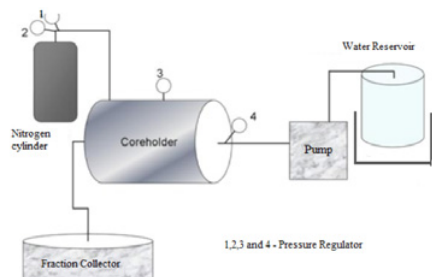 1
2
Water Reservoir
3
4
Coreholder
Nitrogen
cylinder
Pump
1,2,3 and 4 - Pressure Regulator
Fraction Collector